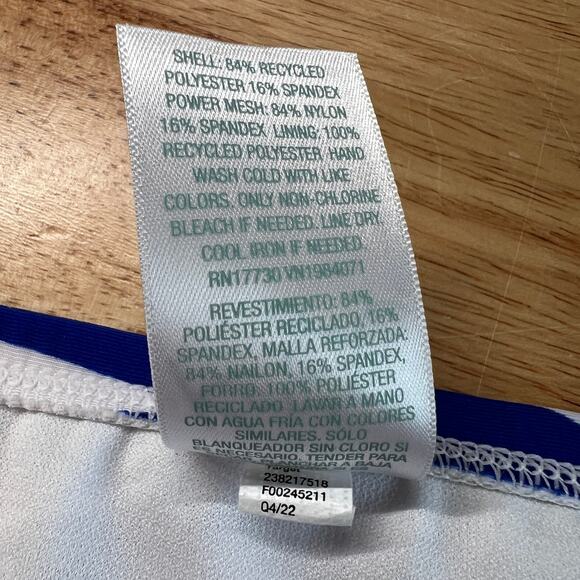 SHELL: 84% RECYCLED
POLYESTER 16% SPANDEX
POWER MESH: 84% NYLON
16% SPANDEX LINING: 100%
RECYCLED POLYESTER HAND
WASH COLD WITH LIKE
COLORS. ONLY NON-CHLORINE
BLEACH IF NEEDED. LINE DRY.
COOL IRON IF NEEDED.
RN17730 VN1984071
REVESTIMIENTO: 84%
POLIÉSTER RECICLADO, 16%
SPANDEX, MALLA REFORZADA:
84% NAILON, 16% SPANDEX,
FORRO: 100% POLIÉSTER
RECICLADO. LAVAR A MANO
CON AGUA FRÍA CON COLORES
SIMILARES. SÓLO
BLANQUEADOR SIN CLORO SI
ES NECESARIO. TENDER PARA
A BAJA
Target
238217518
F00245211
Q4/22